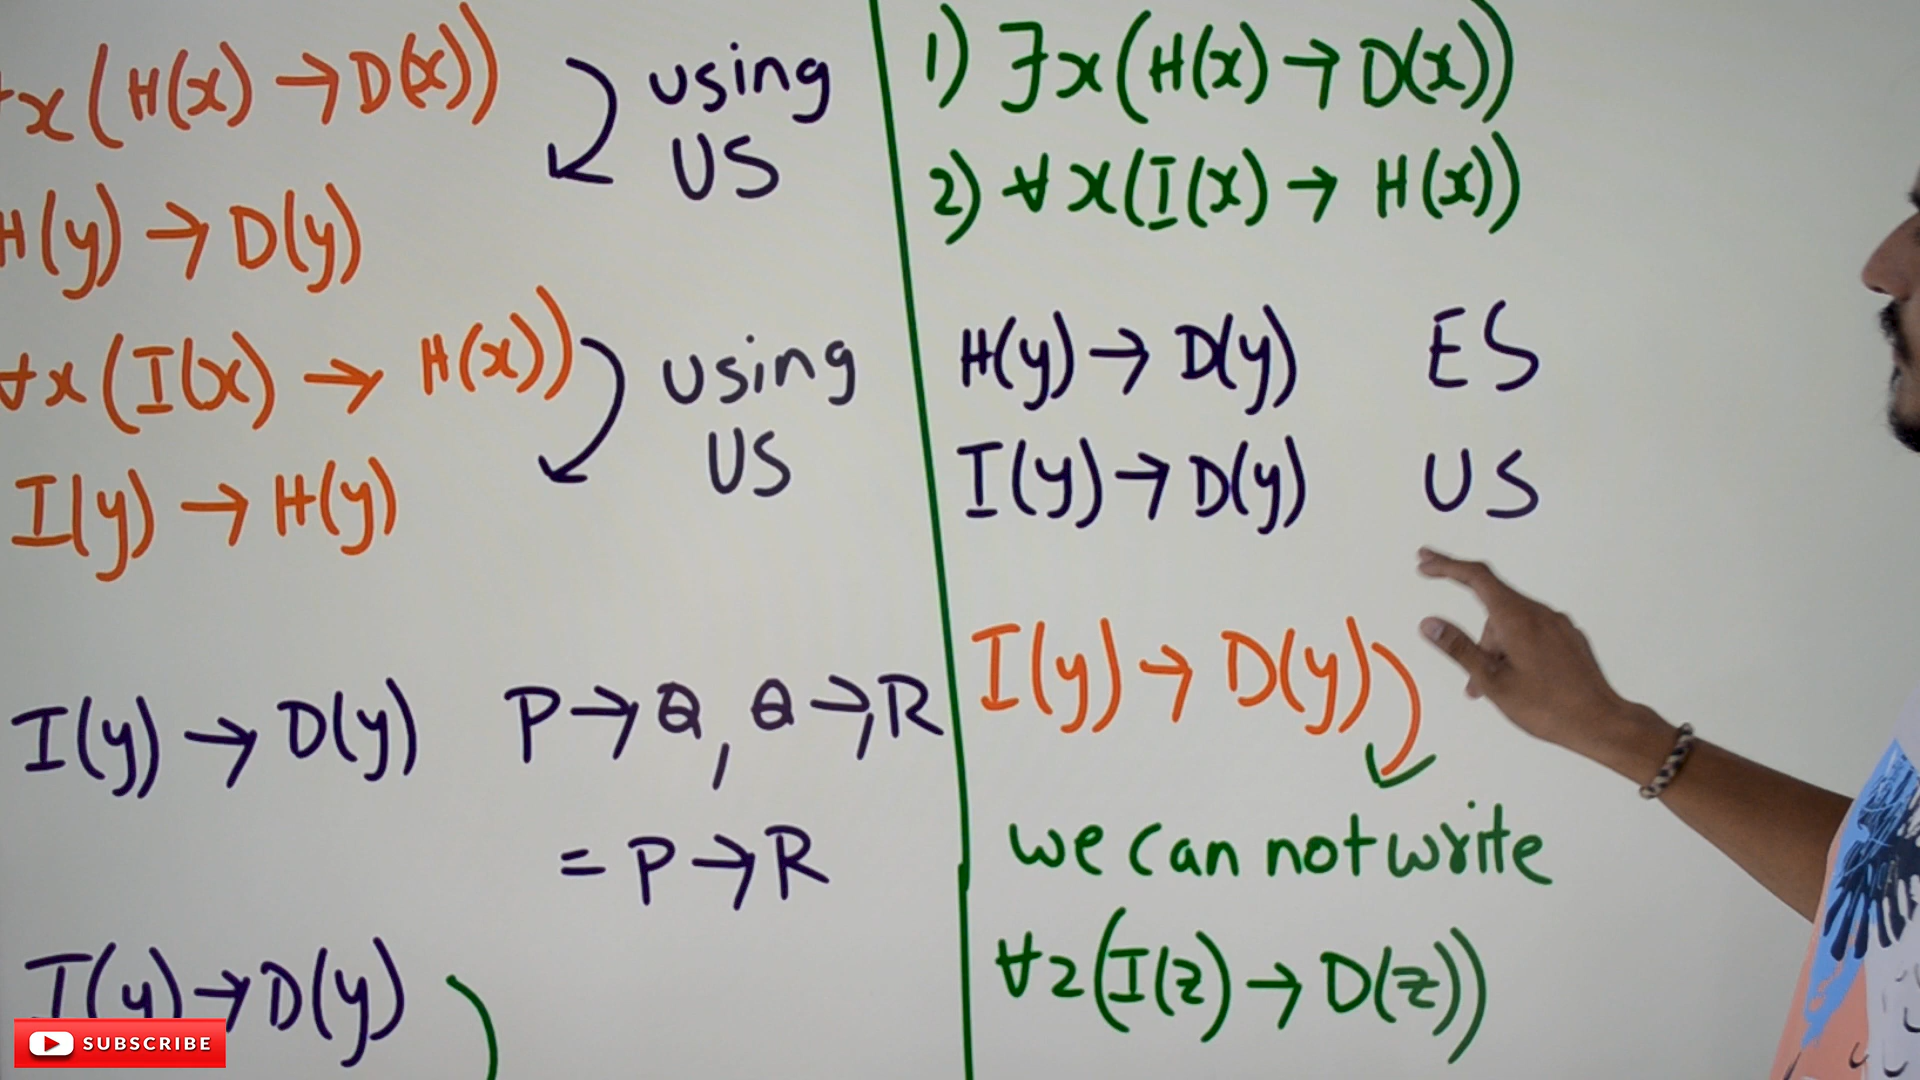 ∀x(H(x) → D(x))
using
US
H(y) → D(y)
∀x(I(x) → H(x))
using
US
I(y) → H(y)
I(y) → D(y)
P → Q, Q → R
= P → R
I(y) → D(y)
SUBSCRIBE
1) ∃x(H(x) → D(x))
2) ∀x(I(x) → H(x))
H(y) → D(y) ES
I(y) → D(y) US
I(y) → D(y)
we can not write
∀z(I(z) → D(z))